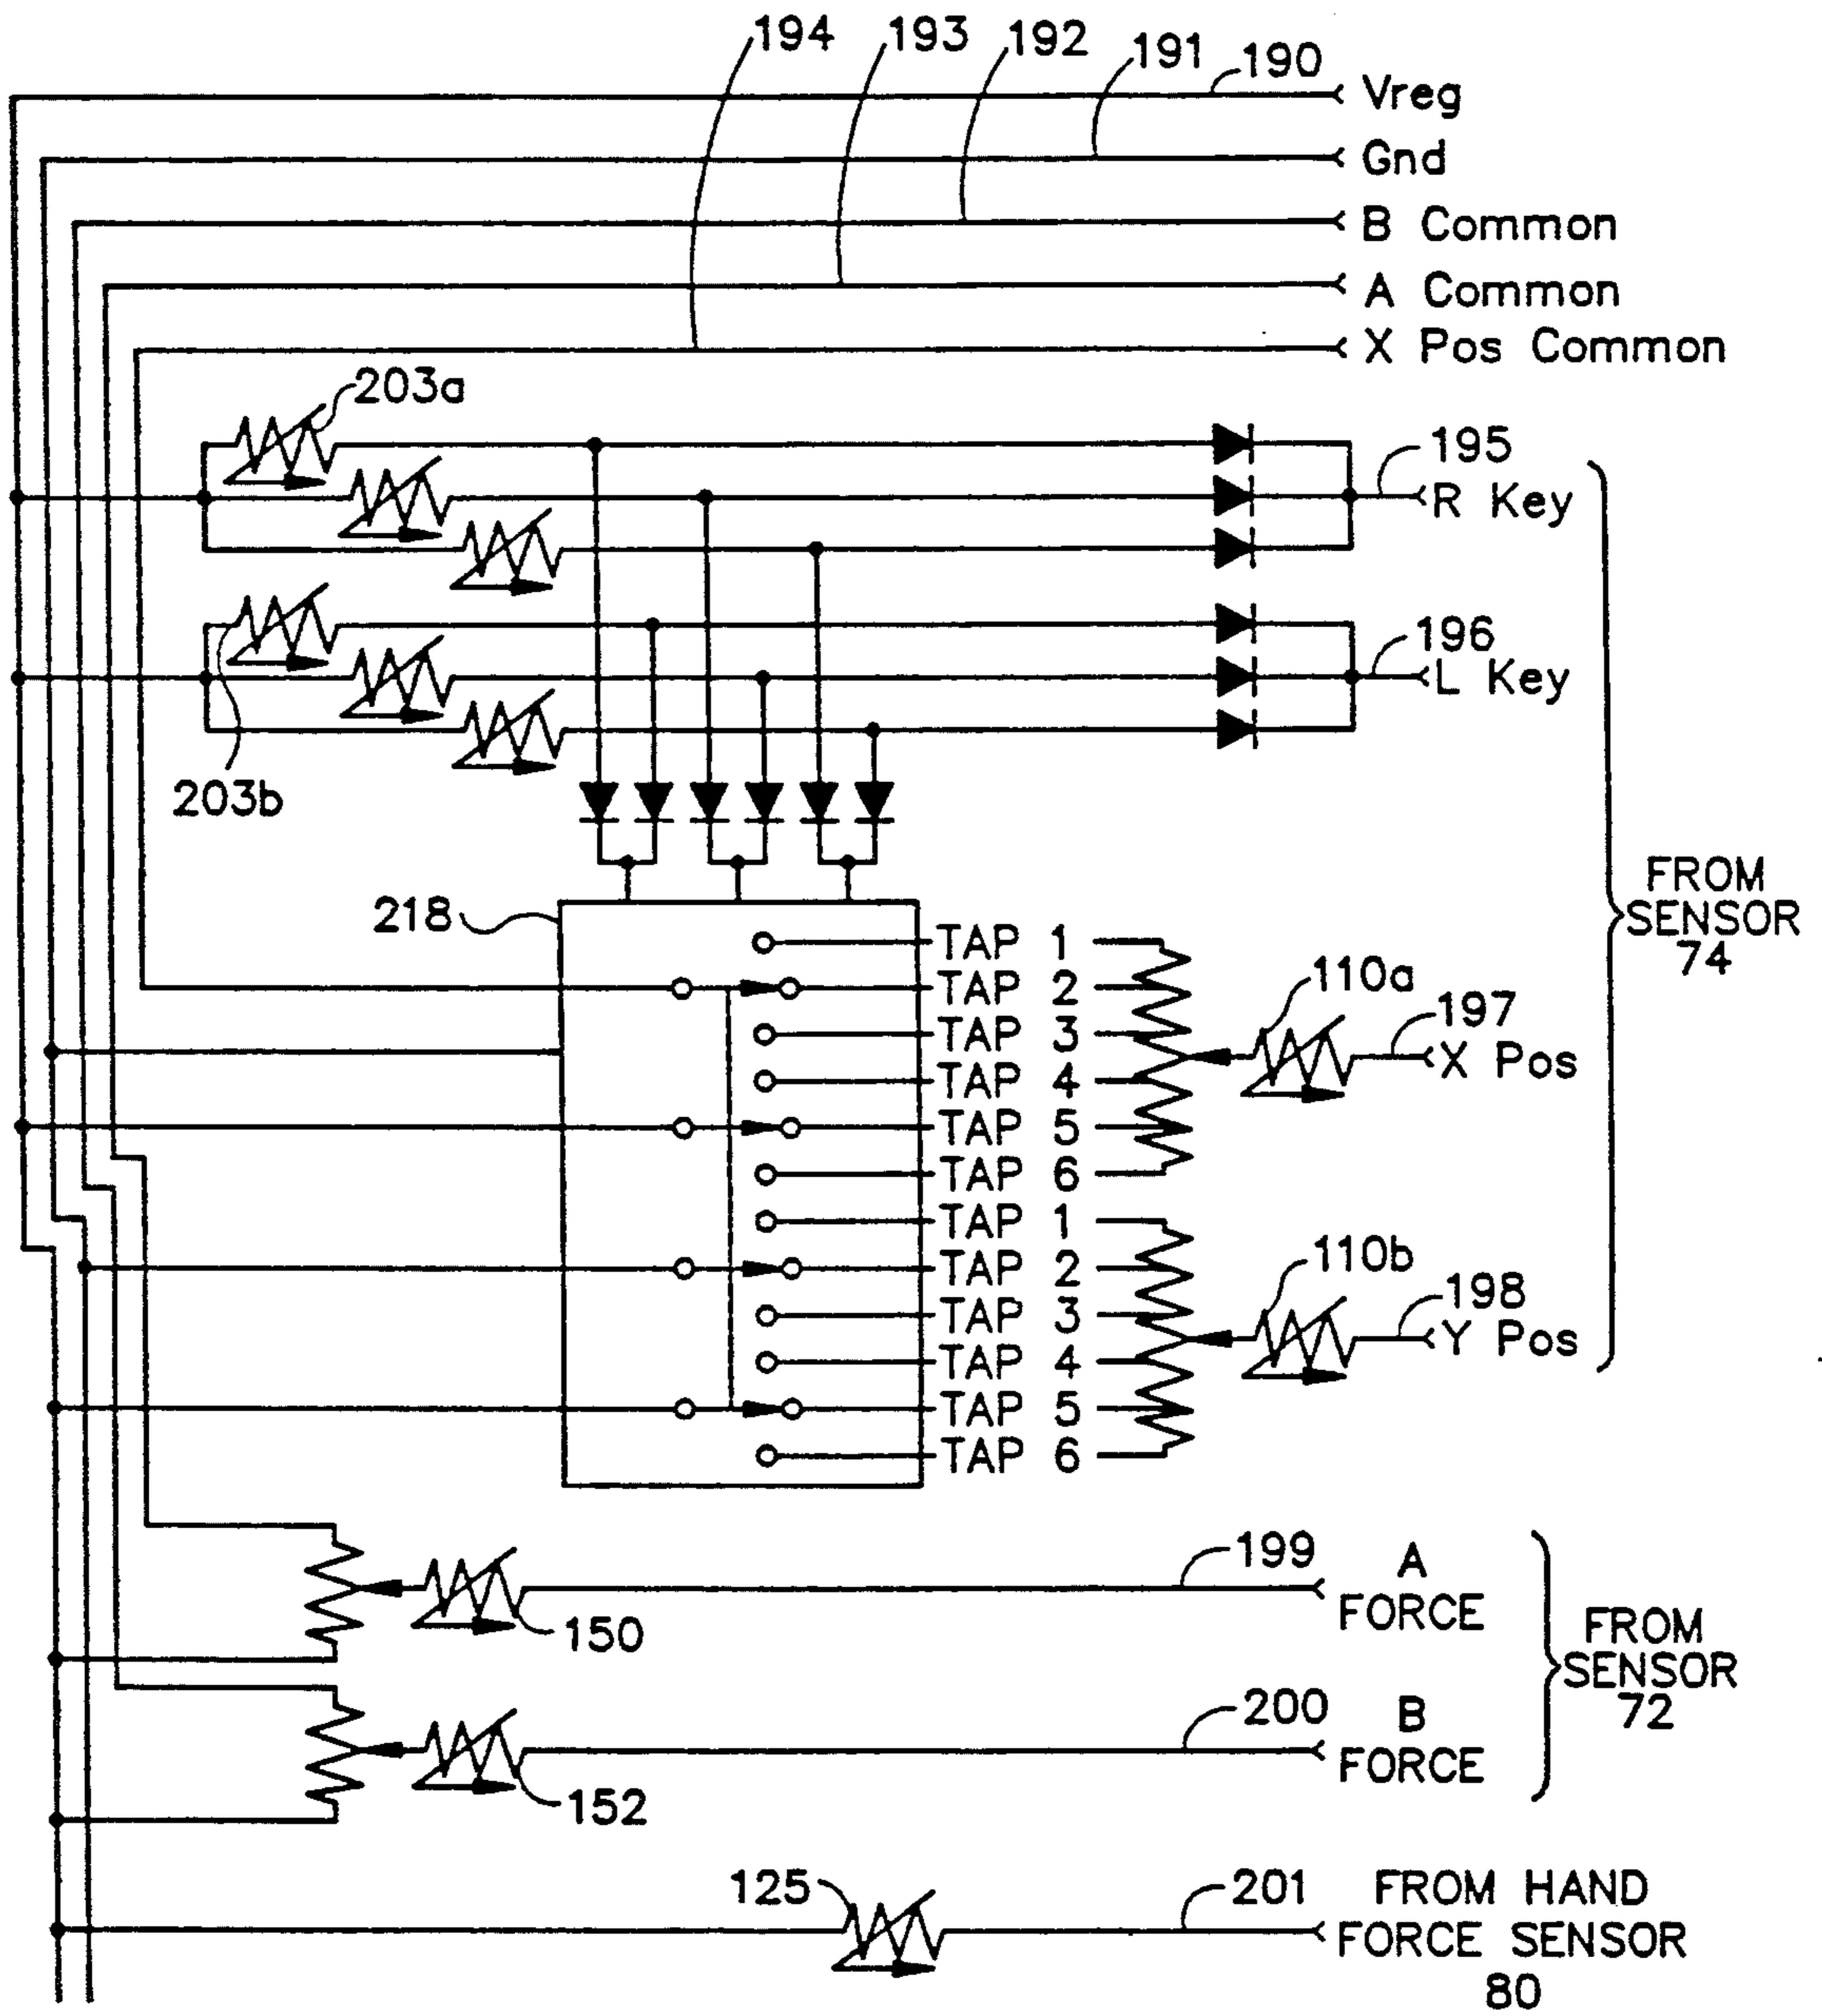 194
193
192
191
190
Vreg
Gnd
B Common
A Common
X Pos Common
203a
195
R Key
196
L Key
203b
FROM
SENSOR
74
218
TAP 1
TAP 2
TAP 3
TAP 4
TAP 5
TAP 6
110a
197
X Pos
TAP 1
TAP 2
TAP 3
TAP 4
TAP 5
TAP 6
110b
198
Y Pos
199
A
FORCE
150
FROM
SENSOR
72
200
B
FORCE
152
125
201
FROM HAND
FORCE SENSOR
80